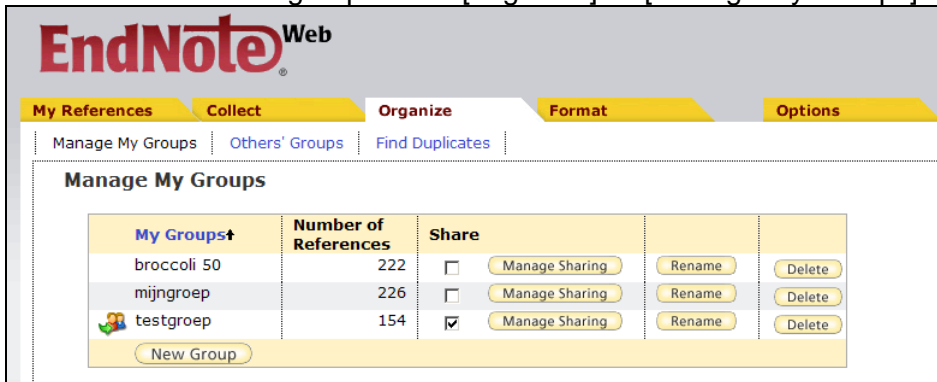 EndNote Web ®
My References Collect Organize Format Options
Manage My Groups Others' Groups Find Duplicates
Manage My Groups
My Groups Number of References Share
broccoli 50 222 Manage Sharing Rename Delete
mijngroep 226 Manage Sharing Rename Delete
testgroep 154 Manage Sharing Rename Delete
New Group